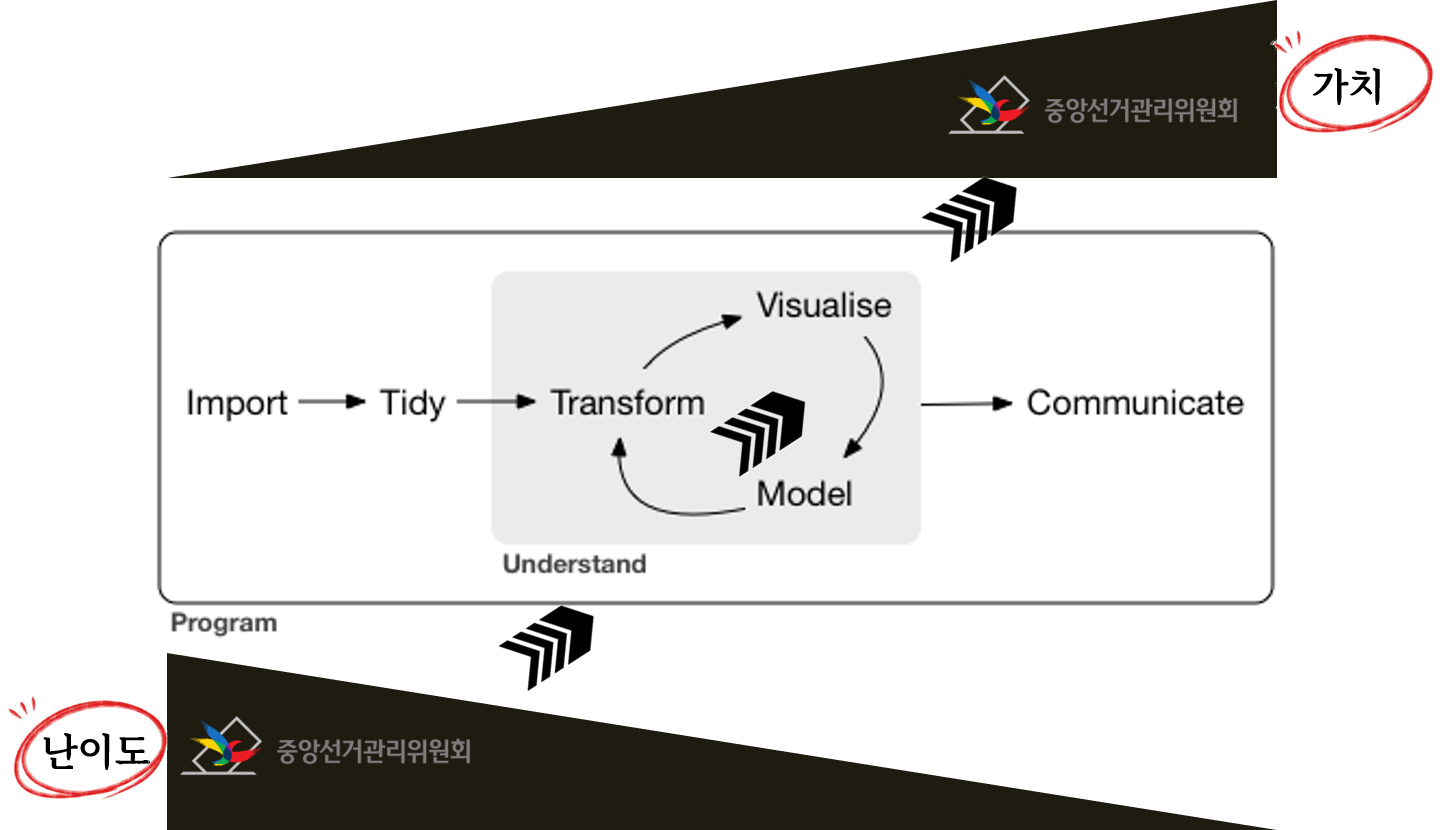 가치
중앙선거관리위원회
Visualise
Import
Tidy
Transform
Communicate
Model
Understand
Program
난이도
중앙선거관리위원회